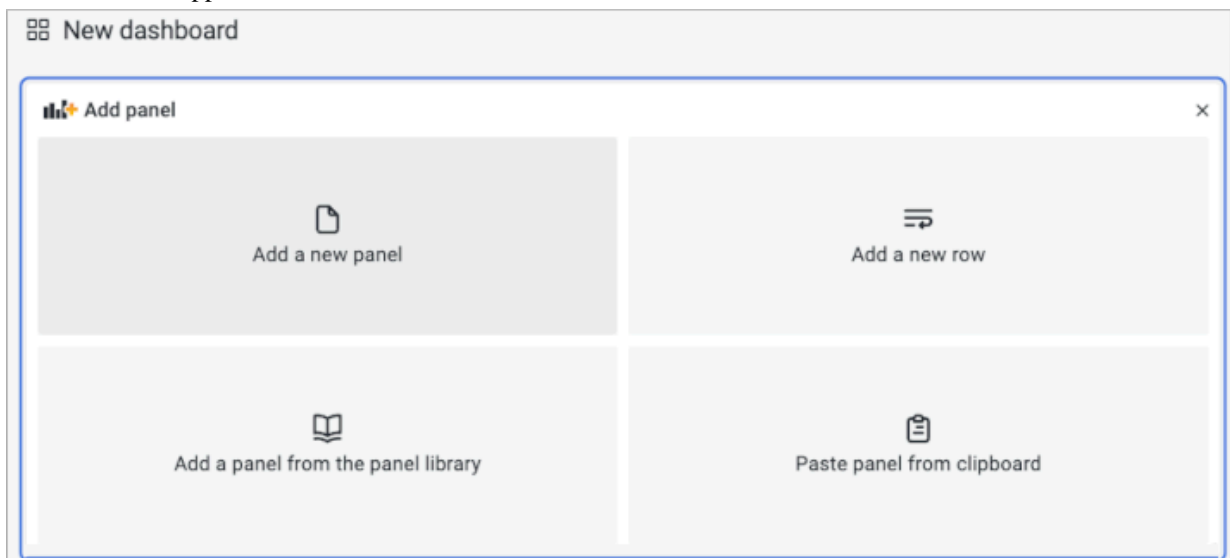 New dashboard
Add panel
Add a new panel
Add a new row
Add a panel from the panel library
Paste panel from clipboard